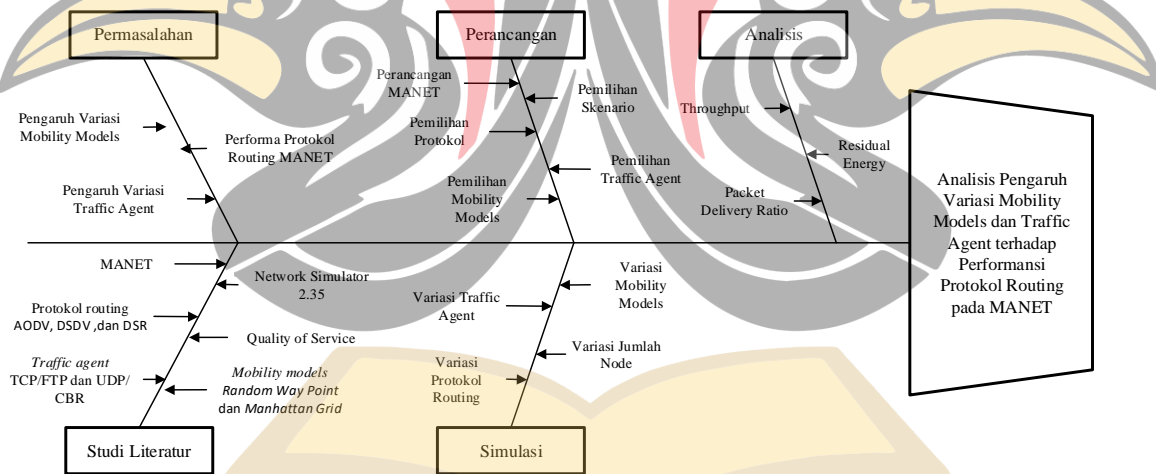 Permasalahan
Perancangan
Analisis
Pengaruh Variasi
Mobility Models
Performa Protokol
Routing MANET
Pengaruh Variasi
Traffic Agent
Perancangan
MANET
Pemilihan
Skenario
Pemilihan
Protokol
Pemilihan
Traffic Agent
Pemilihan
Mobility
Models
Throughput
Residual
Energy
Packet
Delivery Ratio
Analisis Pengaruh
Variasi Mobility
Models dan Traffic
Agent terhadap
Performansi
Protokol Routing
pada MANET
MANET
Network Simulator
2.35
Protokol routing
AODV, DSDV ,dan DSR
Quality of Service
Traffic agent
TCP/FTP dan UDP/
CBR
Mobility models
Random Way Point
dan Manhattan Grid
Variasi
Mobility
Models
Variasi Traffic
Agent
Variasi Jumlah
Node
Variasi
Protokol
Routing
Studi Literatur
Simulasi